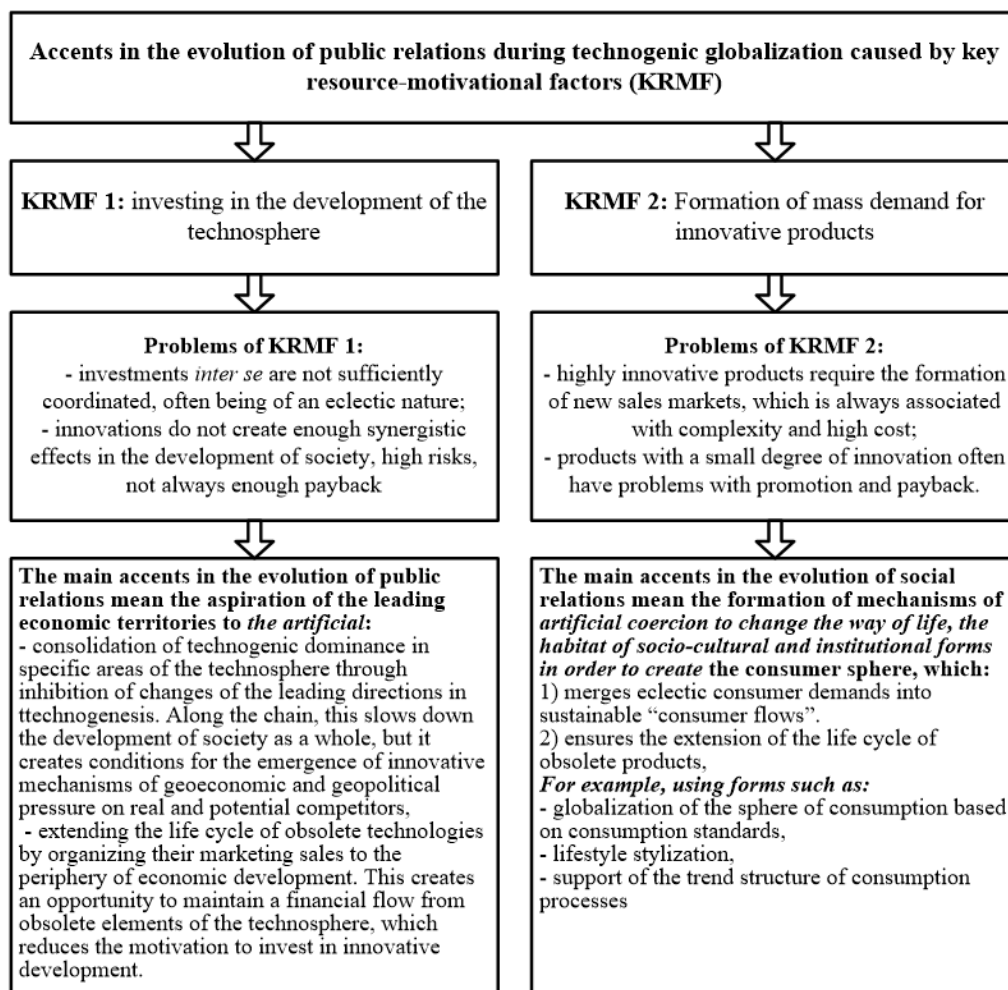 Accents in the evolution of public relations during technogenic globalization caused by key
resource-motivational factors (KRMF)
KRMF 1: investing in the development of the
technosphere
KRMF 2: Formation of mass demand for
innovative products
Problems of KRMF 1:
- investments inter se are not sufficiently
coordinated, often being of an eclectic nature;
- innovations do not create enough synergistic
effects in the development of society, high risks,
not always enough payback
Problems of KRMF 2:
- highly innovative products require the formation
of new sales markets, which is always associated
with complexity and high cost;
- products with a small degree of innovation often
have problems with promotion and payback.
The main accents in the evolution of public
relations mean the aspiration of the leading
economic territories to the artificial:
- consolidation of technogenic dominance in
specific areas of the technosphere through
inhibition of changes of the leading directions in
ttechnogenesis. Along the chain, this slows down
the development of society as a whole, but it
creates conditions for the emergence of innovative
mechanisms of geoeconomic and geopolitical
pressure on real and potential competitors,
- extending the life cycle of obsolete technologies
by organizing their marketing sales to the
periphery of economic development. This creates
an opportunity to maintain a financial flow from
obsolete elements of the technosphere, which
reduces the motivation to invest in innovative
development.
The main accents in the evolution of social
relations mean the formation of mechanisms of
artificial coercion to change the way of life, the
habitat of socio-cultural and institutional forms
in order to create the consumer sphere, which:
1) merges eclectic consumer demands into
sustainable “consumer flows”.
2) ensures the extension of the life cycle of
obsolete products,
For example, using forms such as:
- globalization of the sphere of consumption based
on consumption standards,
- lifestyle stylization,
- support of the trend structure of consumption
processes